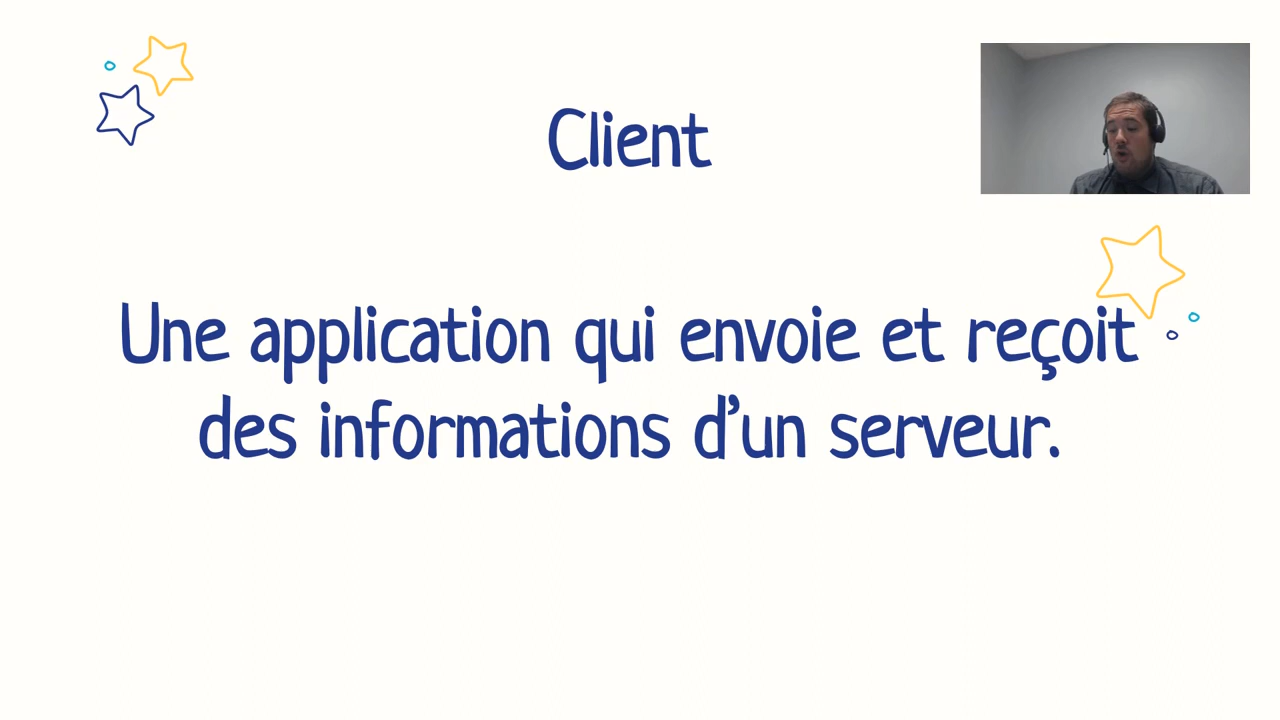 Client
Une application qui envoie et reçoit
des informations d'un serveur.